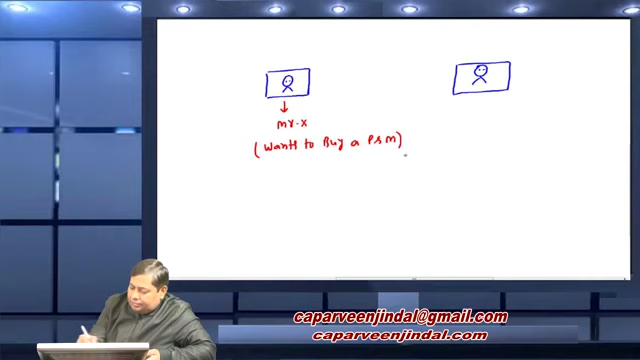 Mr. X
(Wants to Buy a P&M)
caparveenjindal@gmail.com
caparveenjindal.com